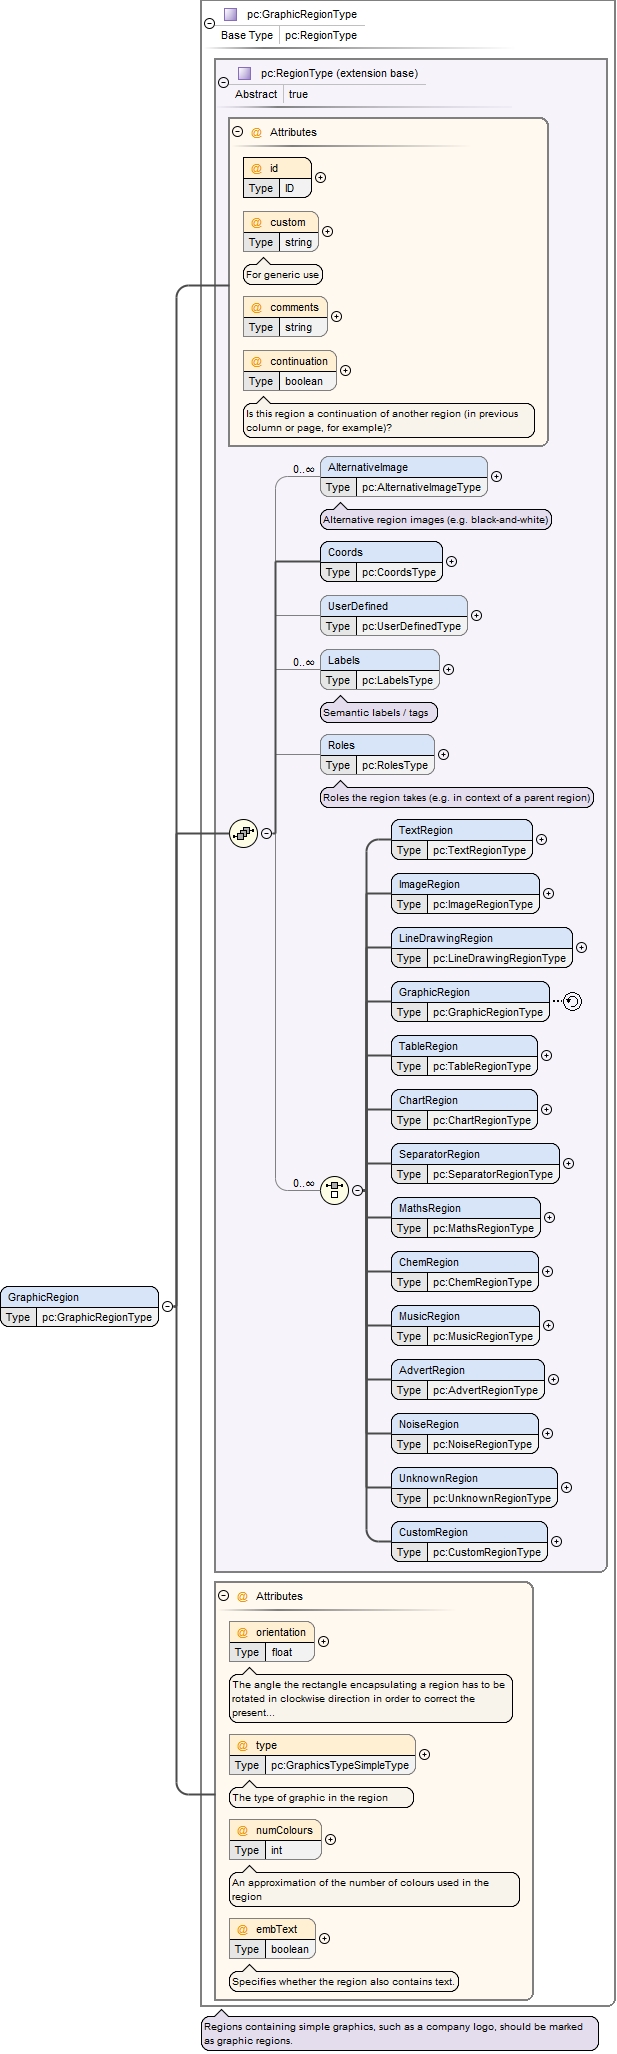 pc:GraphicRegionType
Base Type pc:RegionType
pc:RegionType (extension base)
Abstract true
@ Attributes
@ id
Type ID
@ custom
Type string
For generic use
@ comments
Type string
@ continuation
Type boolean
Is this region a continuation of another region (in previous
column or page, for example)?
0..∞ AlternativeImage
Type pc:AlternativeImageType
Alternative region images (e.g. black-and-white)
Coords
Type pc:CoordsType
UserDefined
Type pc:UserDefinedType
0..∞ Labels
Type pc:LabelsType
Semantic labels / tags
Roles
Type pc:RolesType
Roles the region takes (e.g. in context of a parent region)
TextRegion
Type pc:TextRegionType
ImageRegion
Type pc:ImageRegionType
LineDrawingRegion
Type pc:LineDrawingRegionType
GraphicRegion
Type pc:GraphicRegionType
TableRegion
Type pc:TableRegionType
ChartRegion
Type pc:ChartRegionType
SeparatorRegion
Type pc:SeparatorRegionType
0..∞
MathsRegion
Type pc:MathsRegionType
ChemRegion
Type pc:ChemRegionType
GraphicRegion
Type pc:GraphicRegionType
MusicRegion
Type pc:MusicRegionType
AdvertRegion
Type pc:AdvertRegionType
NoiseRegion
Type pc:NoiseRegionType
UnknownRegion
Type pc:UnknownRegionType
CustomRegion
Type pc:CustomRegionType
@ Attributes
@ orientation
Type float
The angle the rectangle encapsulating a region has to be
rotated in clockwise direction in order to correct the
present...
@ type
Type pc:GraphicsTypeSimpleType
The type of graphic in the region
@ numColours
Type int
An approximation of the number of colours used in the
region
@ embText
Type boolean
Specifies whether the region also contains text.
Regions containing simple graphics, such as a company logo, should be marked
as graphic regions.